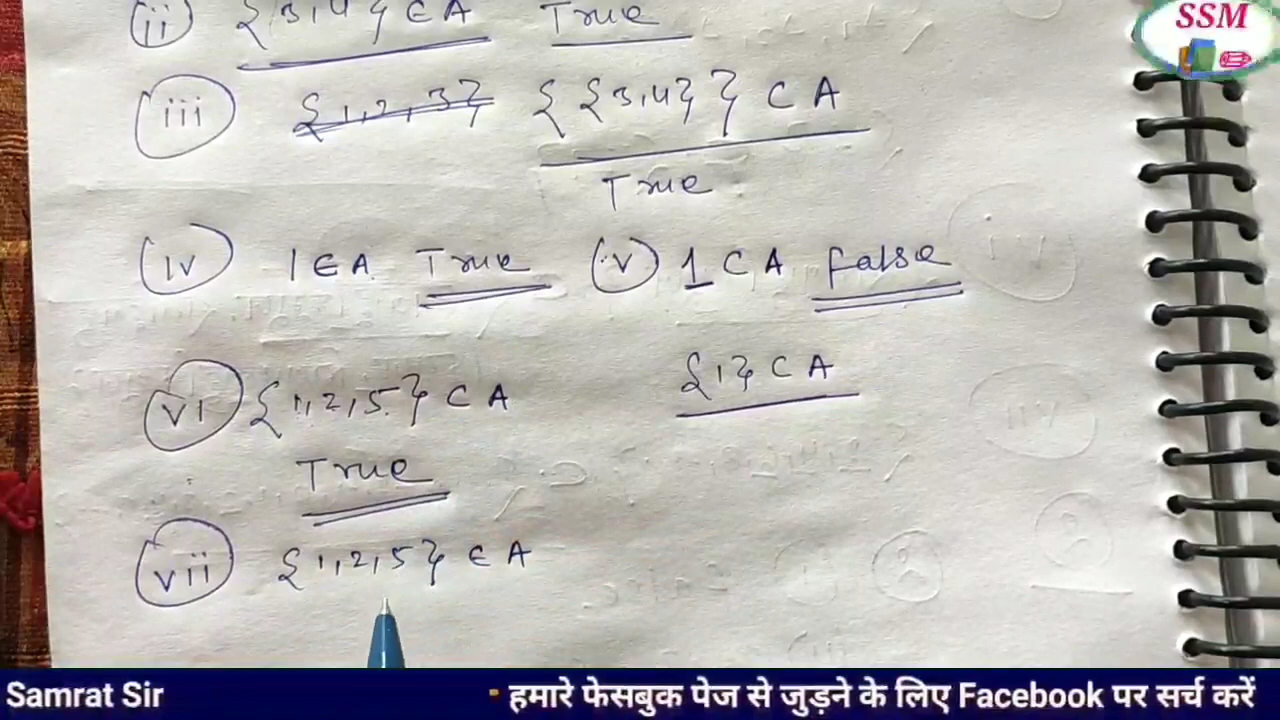 SSM
(ii) {3,4} ∈ A True
(iii) {1,2,3} {{3,4}} ⊂ A
True
(iv) 1 ∈ A True (v) 1 ⊂ A False
{1} ⊂ A
(vi) {1,2,5} ⊂ A
True
(vii) {1,2,5} ∈ A
Samrat Sir - हमारे फेसबुक पेज से जुड़ने के लिए Facebook पर सर्च करें